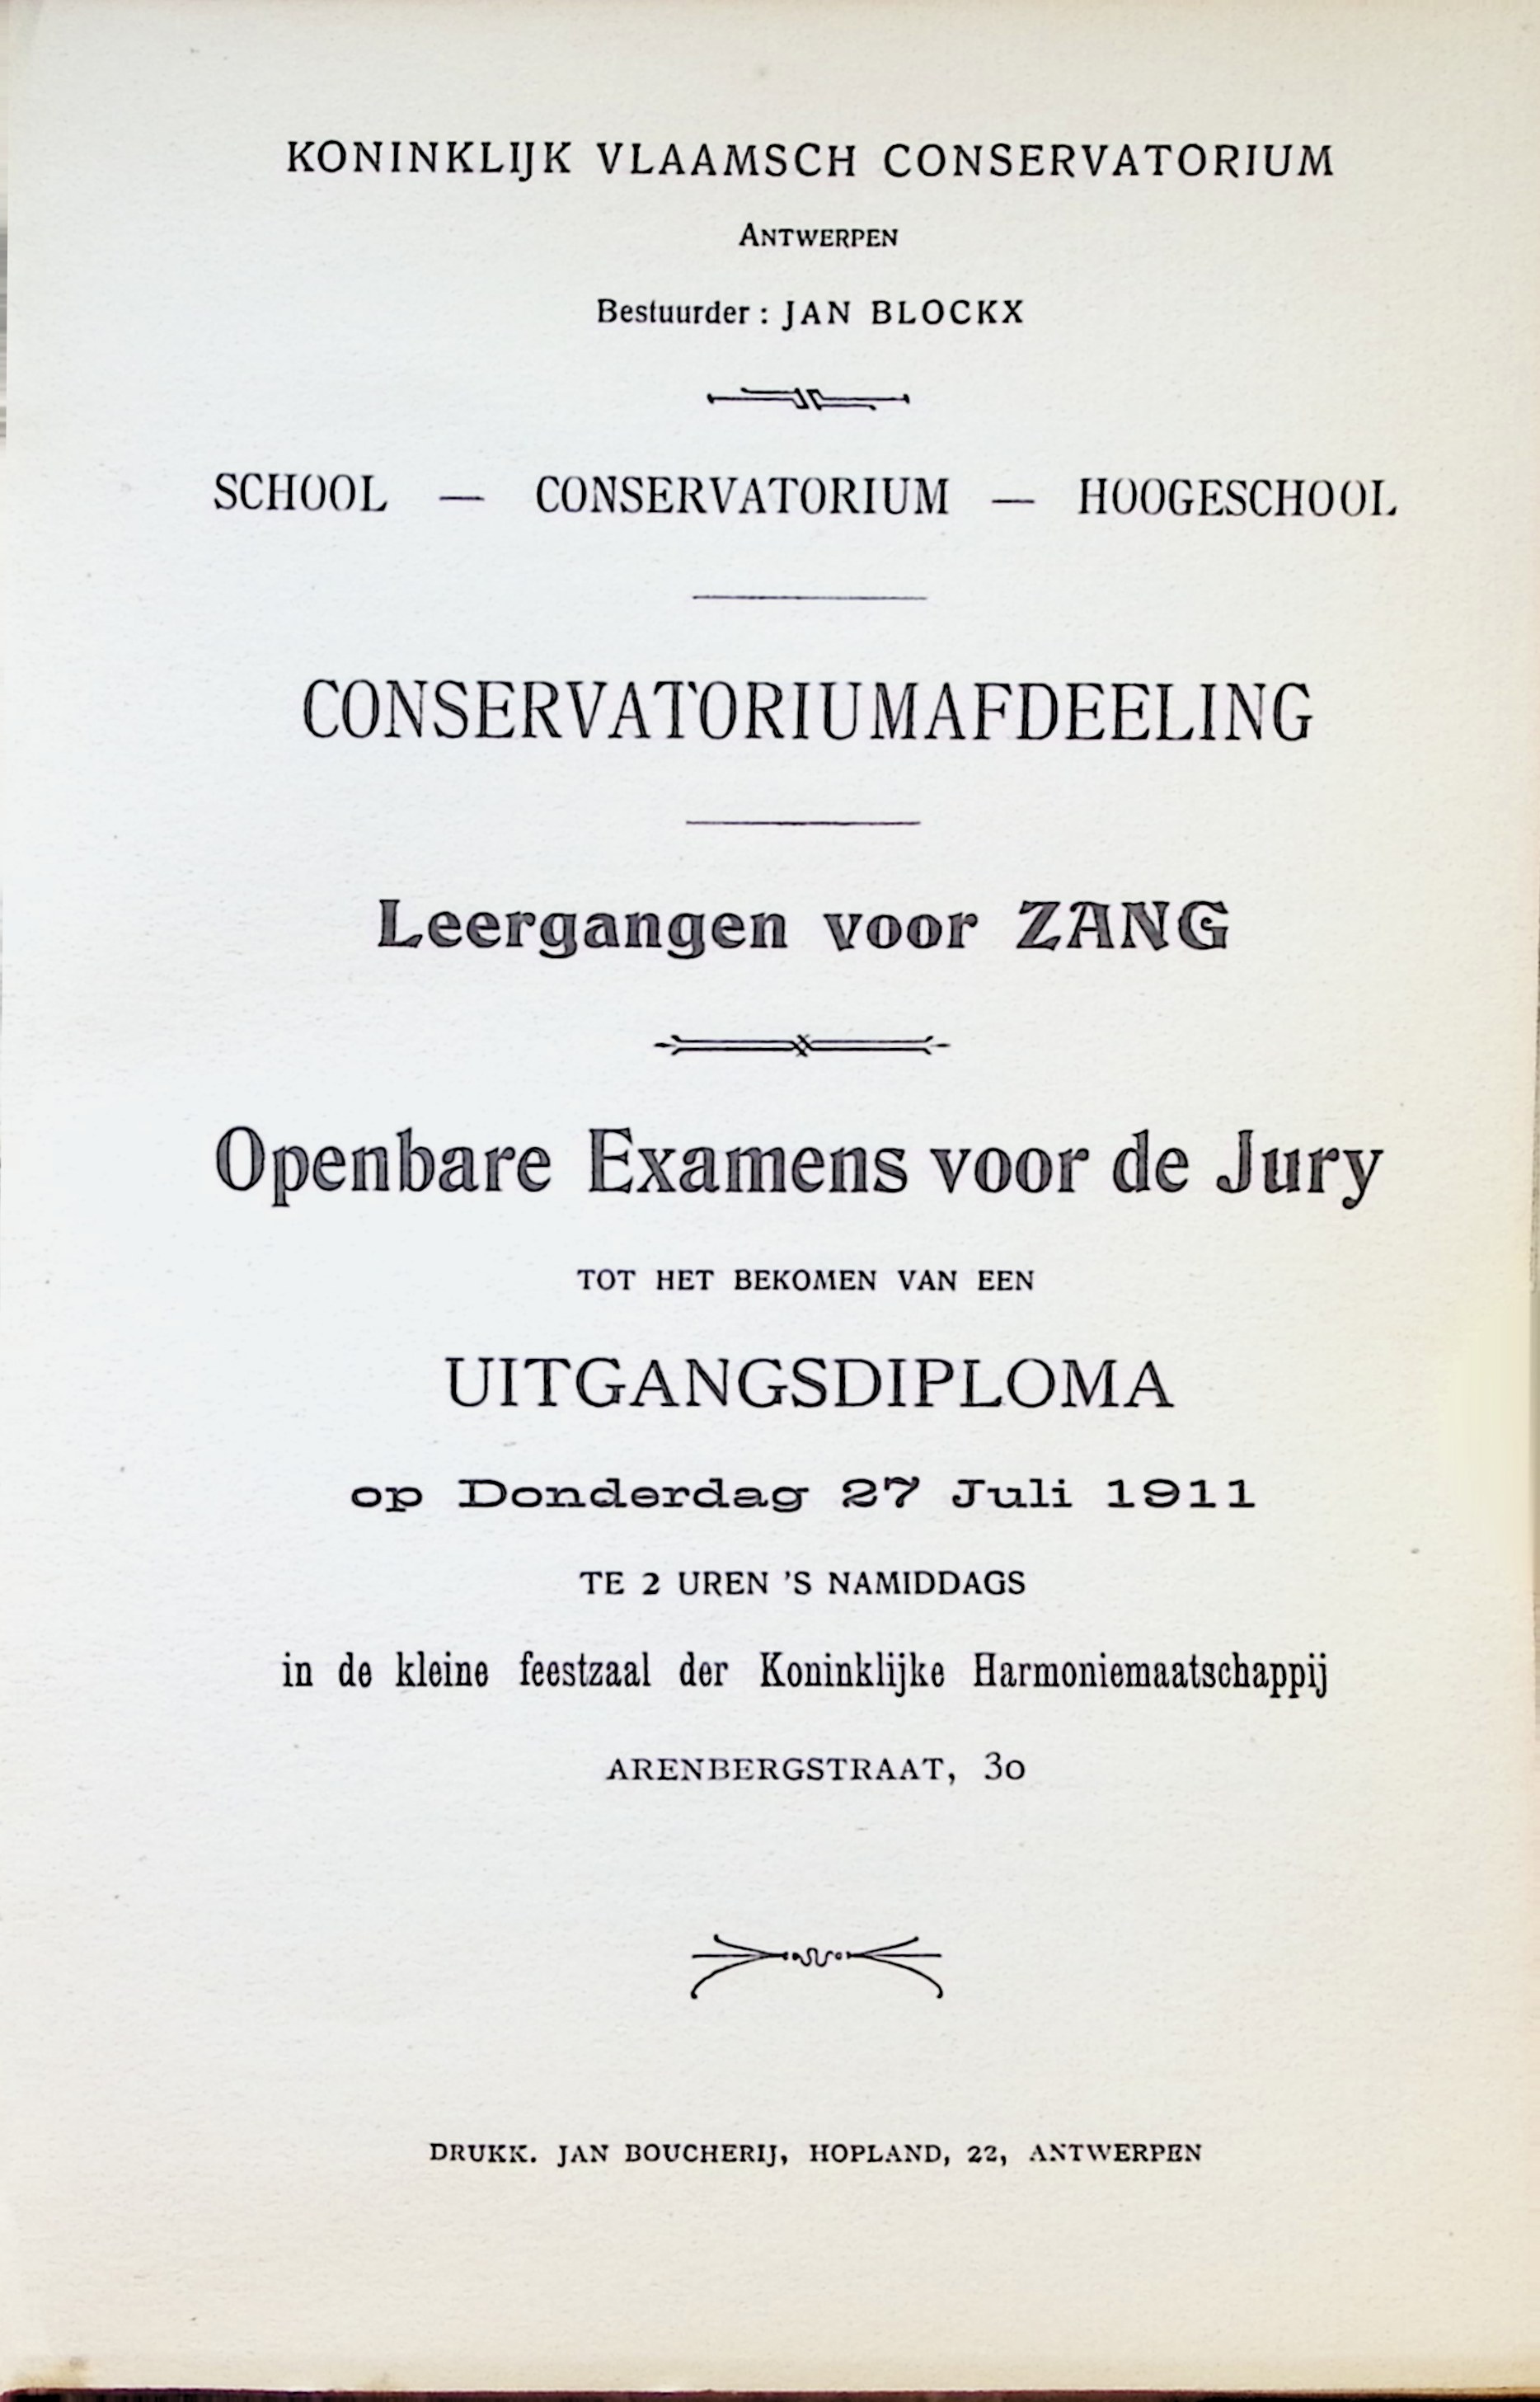 KONINKLIJK VLAAMSCH CONSERVATORIUM
ANTWERPEN
Bestuurder : JAN BLOCKX
SCHOOL — CONSERVATORIUM — HOOGESCHOOL
CONSERVATORIUMAFDEELING
Leergangen voor ZANG
Openbare Examens voor de Jury
TOT HET BEKOMEN VAN EEN
UITGANGSDIPLOMA
op Donderdag 27 Juli 1911
TE 2 UREN 'S NAMIDDAGS
in de kleine feestzaal der Koninklijke Harmoniemaatschappij
ARENBERGSTRAAT, 30
DRUKK. JAN BOUCHERIJ, HOPLAND, 22, ANTWERPEN